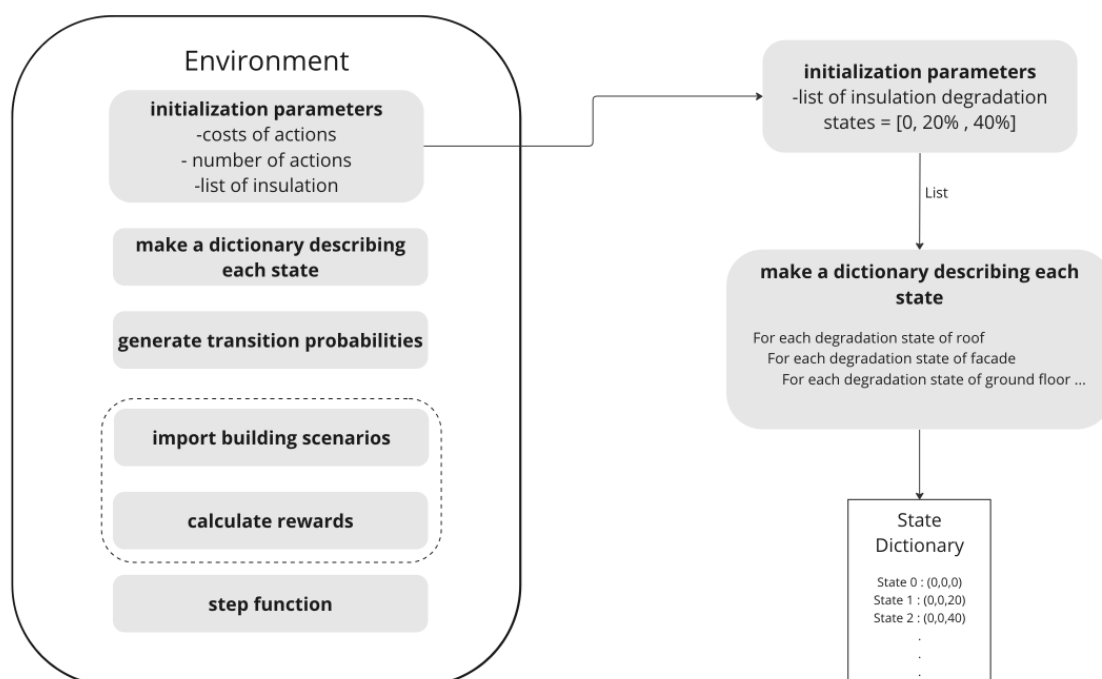 Environment
initialization parameters
-costs of actions
- number of actions
-list of insulation
make a dictionary describing
each state
generate transition probabilities
import building scenarios
calculate rewards
step function
initialization parameters
-list of insulation degradation
states = [0, 20% , 40%]
List
make a dictionary describing each
state
For each degradation state of roof
For each degradation state of facade
For each degradation state of ground floor ...
State
Dictionary
State 0 : (0,0,0)
State 1 : (0,0,20)
State 2 : (0,0,40)
.
.
.